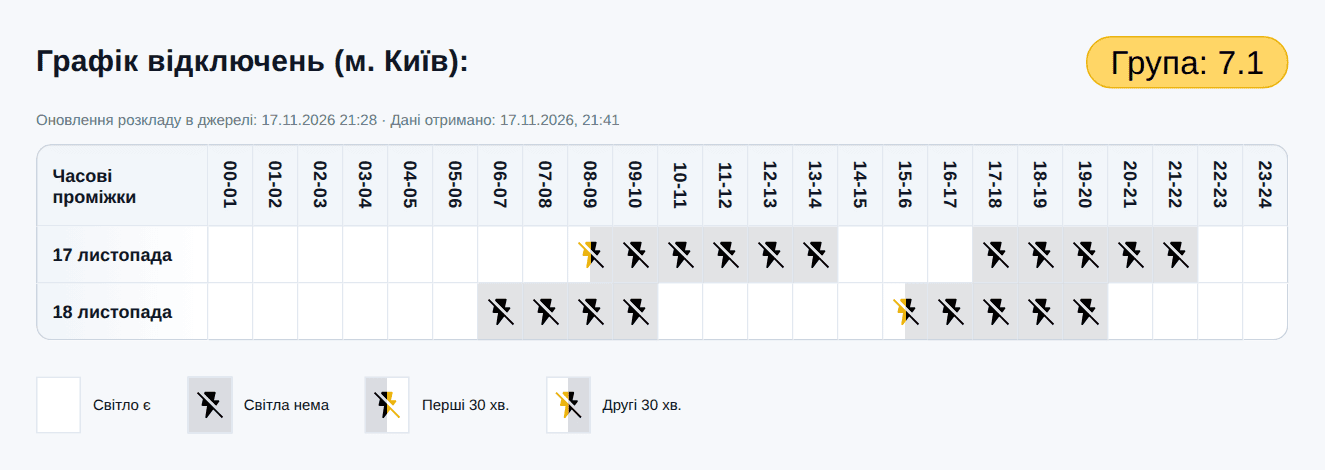 Графік відключень (м. Київ):
Група: 7.1
Оновлення розкладу в джерелі: 17.11.2026 21:28 · Дані отримано: 17.11.2026, 21:41
Часові
проміжки
00-01
01-02
02-03
03-04
04-05
05-06
06-07
07-08
08-09
09-10
10-11
11-12
12-13
13-14
14-15
15-16
16-17
17-18
18-19
19-20
20-21
21-22
22-23
23-24
17 листопада
18 листопада
Світло є
Світла нема
Перші 30 хв.
Другі 30 хв.